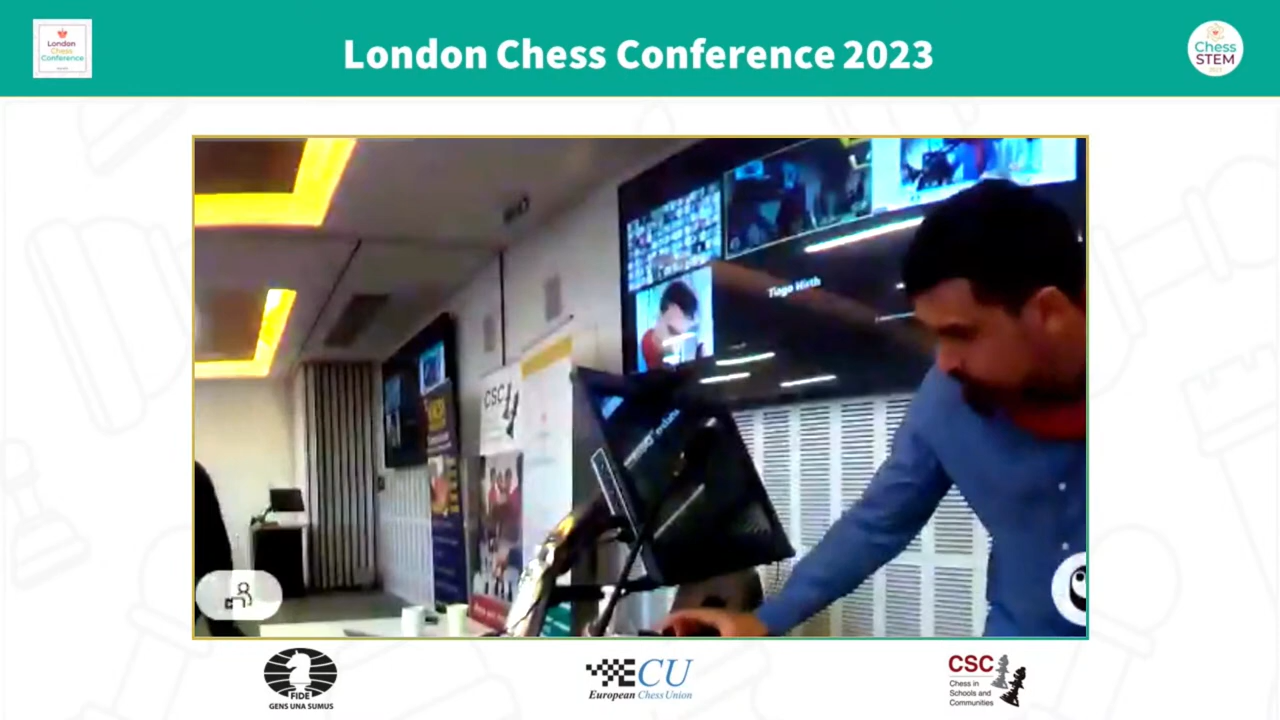 London
Chess
Conference
London Chess Conference 2023
Chess
STEM
Tiago Hirth
CSC
FIDE
GENS UNA SUMUS
ECU
European Chess Union
CSC
Chess in
Schools and
Communities